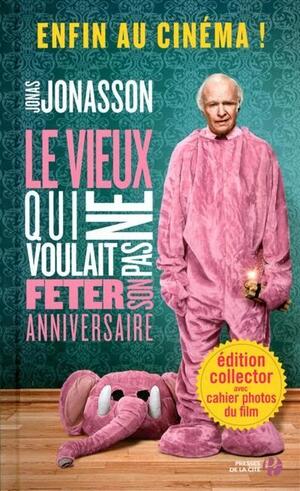 ENFIN AU CINÉMA !
JONAS
JONASSON
LE VIEUX
QUI
NE
VOULAIT
PAS
FETER
SON
ANNIVERSAIRE
édition
collector
avec
cahier photos
du film
PRESSES
DE LA CITÉ